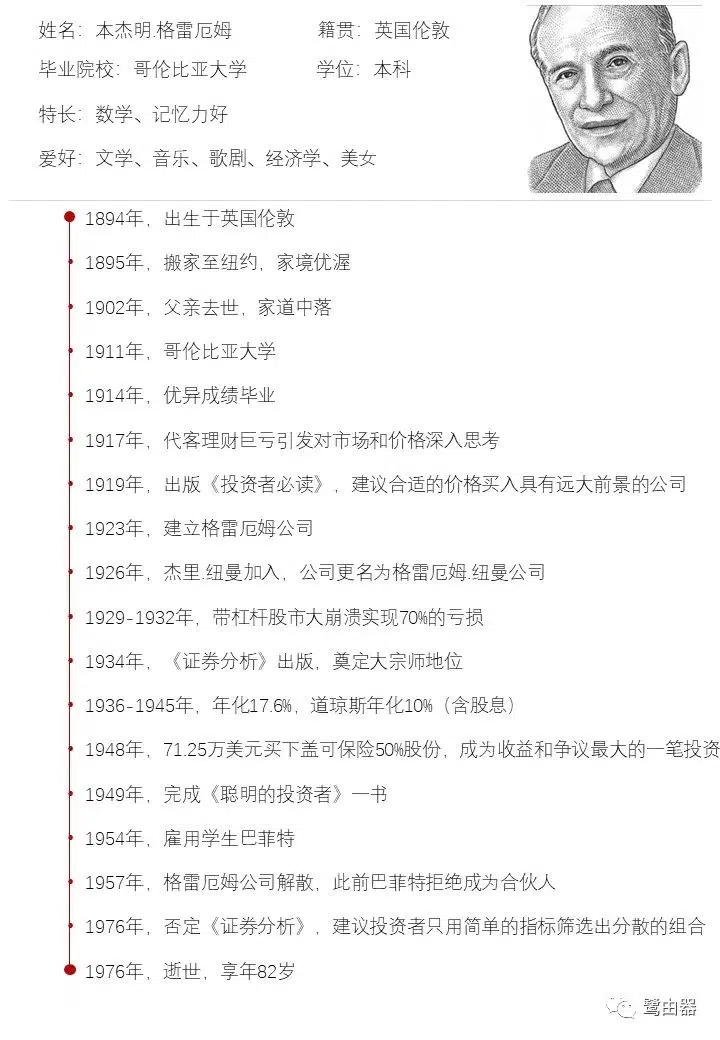 姓名：本杰明.格雷厄姆
籍贯：英国伦敦
毕业院校：哥伦比亚大学
学位：本科
特长：数学、记忆力好
爱好：文学、音乐、歌剧、经济学、美女
1894年，出生于英国伦敦
1895年，搬家至纽约，家境优渥
1902年，父亲去世，家道中落
1911年，哥伦比亚大学
1914年，优异成绩毕业
1917年，代客理财巨亏引发对市场和价格深入思考
1919年，出版《投资者必读》，建议合适的价格买入具有远大前景的公司
1923年，建立格雷厄姆公司
1926年，杰里.纽曼加入，公司更名为格雷厄姆.纽曼公司
1929-1932年，带杠杆股市大崩溃实现70%的亏损
1934年，《证券分析》出版，奠定大宗师地位
1936-1945年，年化17.6%，道琼斯年化10%（含股息）
1948年，71.25万美元买下盖可保险50%股份，成为收益和争议最大的一笔投资
1949年，完成《聪明的投资者》一书
1954年，雇用学生巴菲特
1957年，格雷厄姆公司解散，此前巴菲特拒绝成为合伙人
1976年，否定《证券分析》，建议投资者只用简单的指标筛选出分散的组合
1976年，逝世，享年82岁
鹭由器